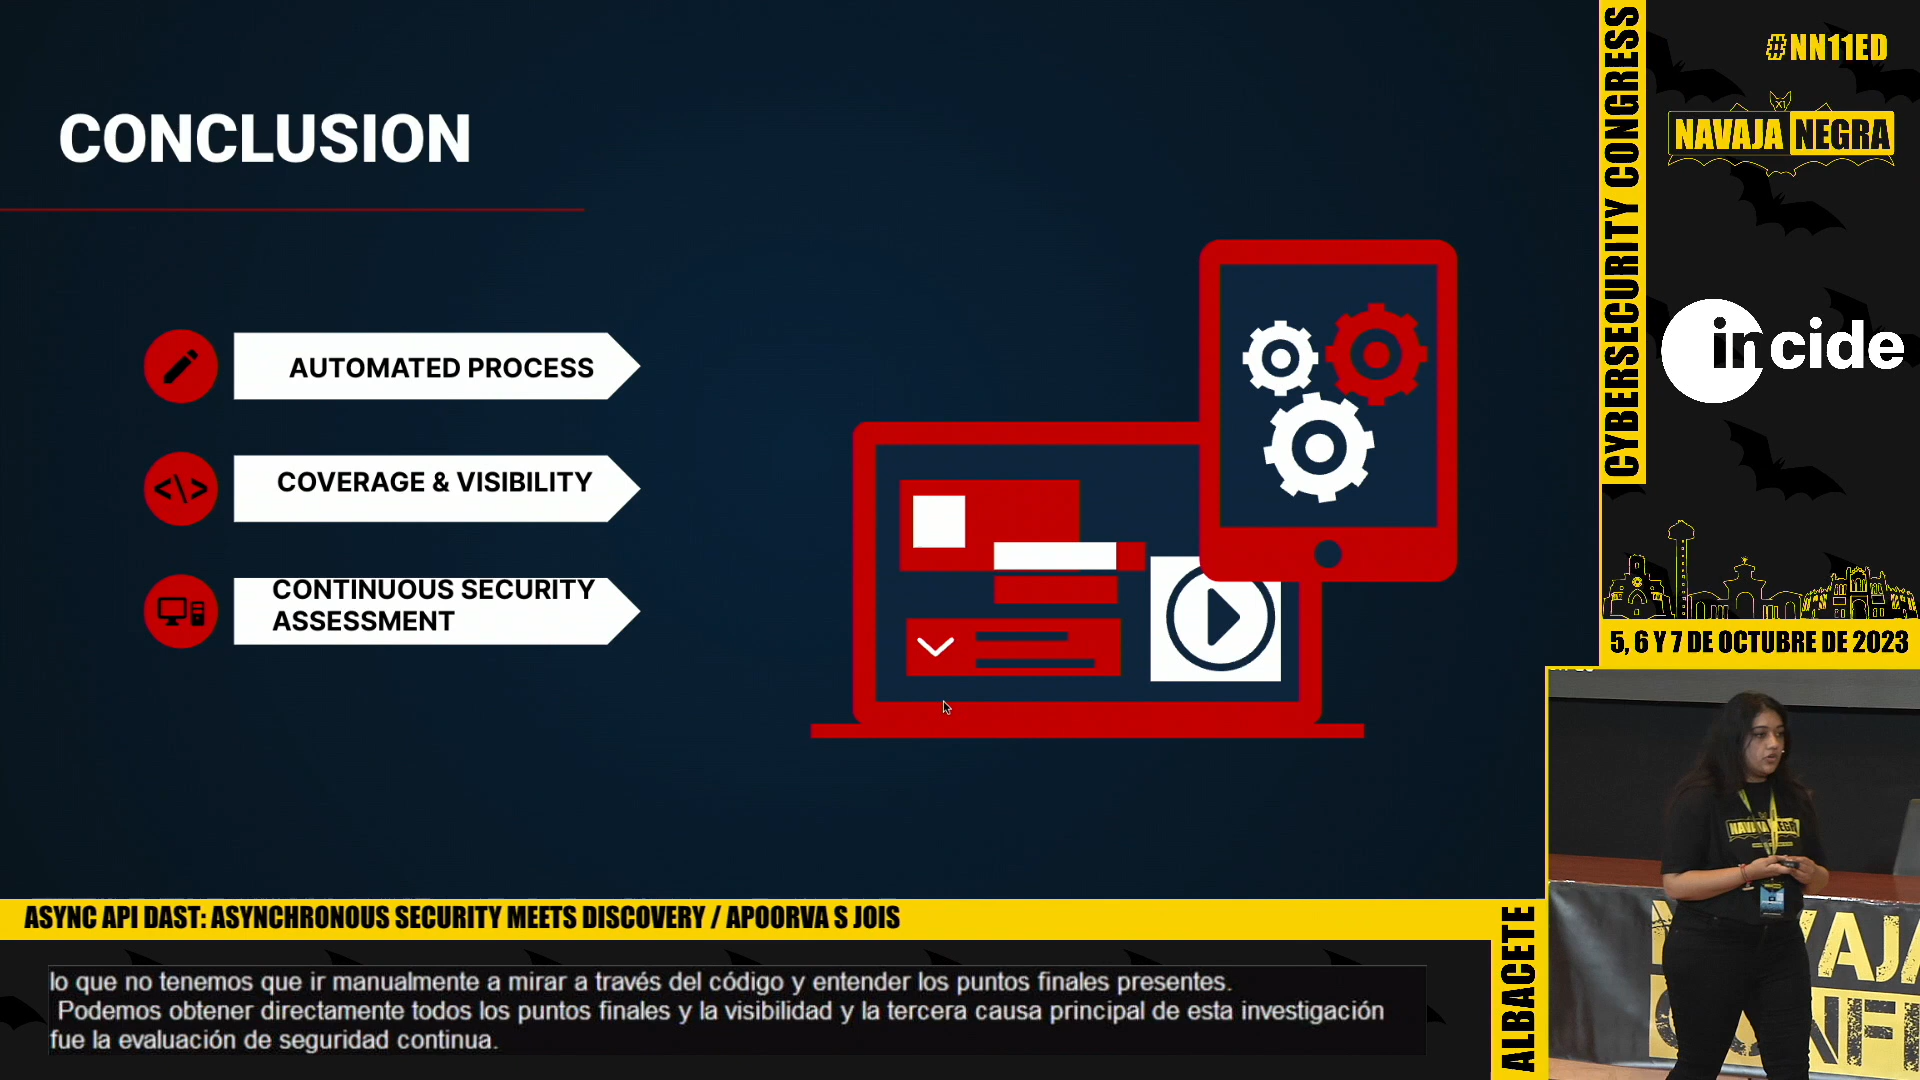 CONCLUSION
AUTOMATED PROCESS
COVERAGE & VISIBILITY
</\>
CONTINUOUS SECURITY
ASSESSMENT
CYBERSECURITY CONGRESS
#NN11ED
XI
NAVAJA NEGRA
incide
5, 6 Y 7 DE OCTUBRE DE 2023
ASYNC API DAST: ASYNCHRONOUS SECURITY MEETS DISCOVERY / APOORVA S JOIS
ALBACETE
lo que no tenemos que ir manualmente a mirar a través del código y entender los puntos finales presentes.
Podemos obtener directamente todos los puntos finales y la visibilidad y la tercera causa principal de esta investigación
fue la evaluación de seguridad continua.